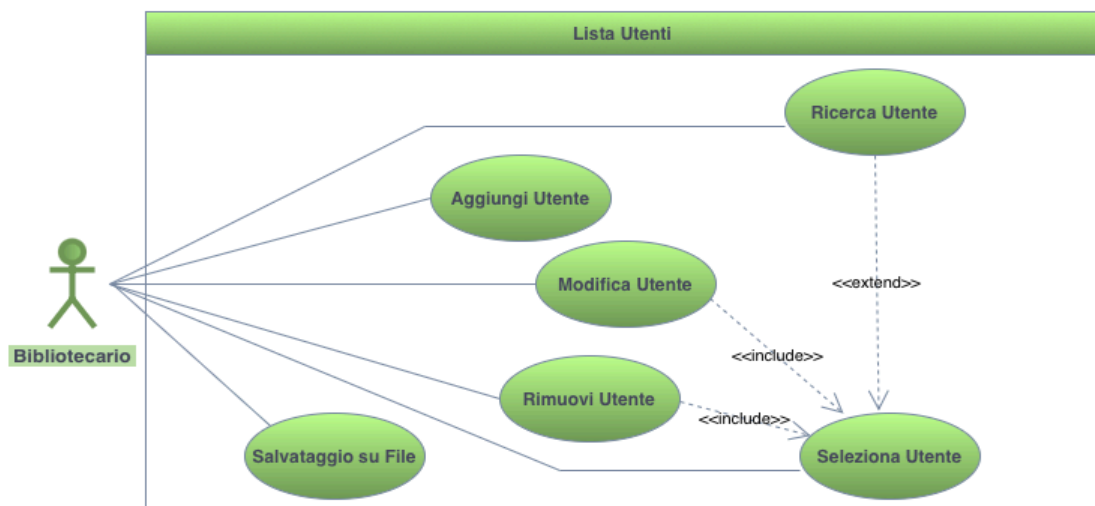 Lista Utenti
Ricerca Utente
Aggiungi Utente
Modifica Utente
<<extend>>
Bibliotecario
<<include>>
Rimuovi Utente
<<include>>
Salvataggio su File
Seleziona Utente